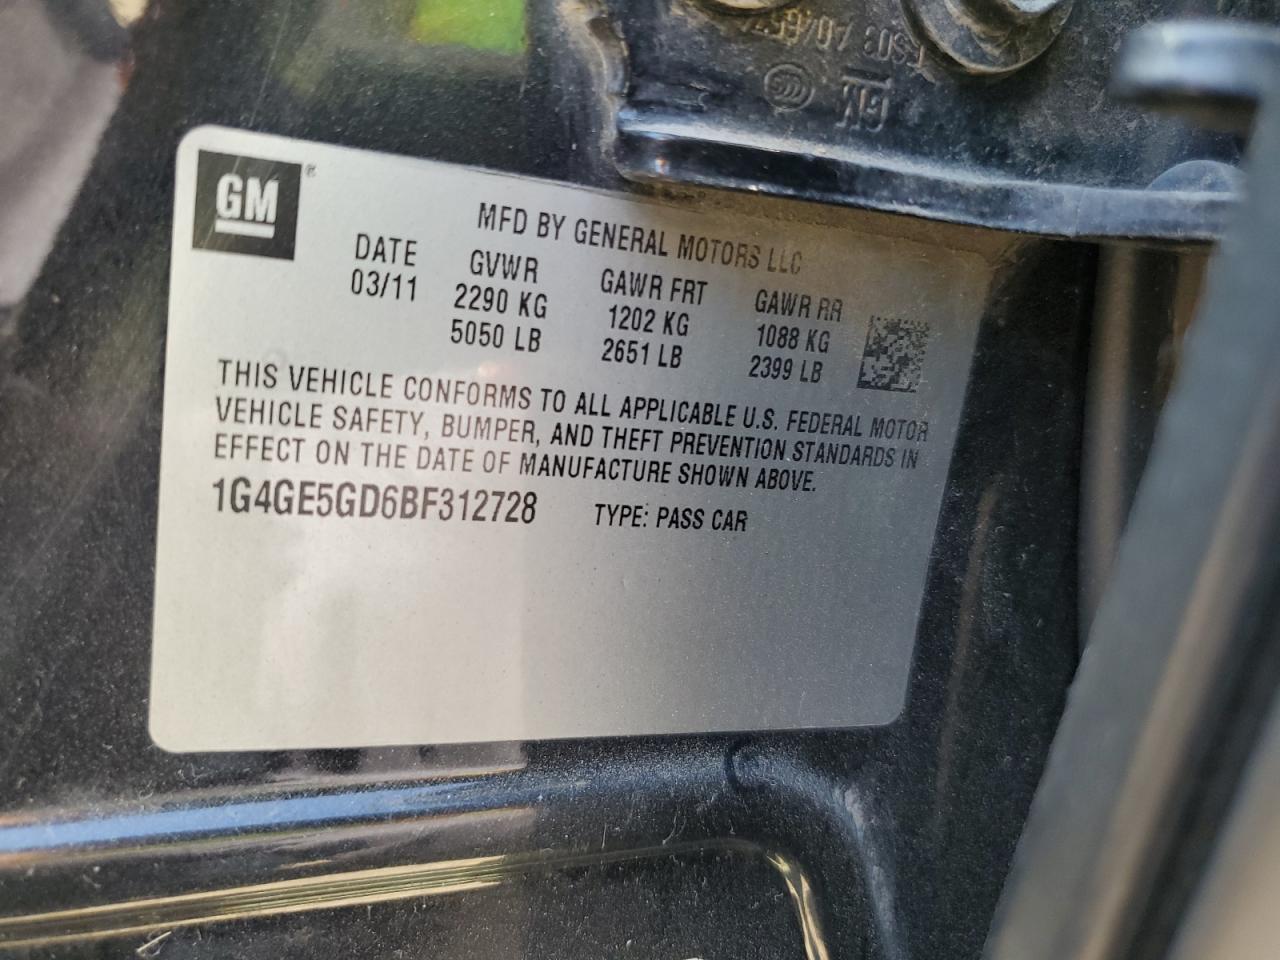 GM
MFD BY GENERAL MOTORS LLC
DATE GVWR GAWR FRT GAWR RR
03/11 2290 KG 1202 KG 1088 KG
5050 LB 2651 LB 2399 LB
THIS VEHICLE CONFORMS TO ALL APPLICABLE U.S. FEDERAL MOTOR
VEHICLE SAFETY, BUMPER, AND THEFT PREVENTION STANDARDS IN
EFFECT ON THE DATE OF MANUFACTURE SHOWN ABOVE.
1G4GE5GD6BF312728 TYPE: PASS CAR